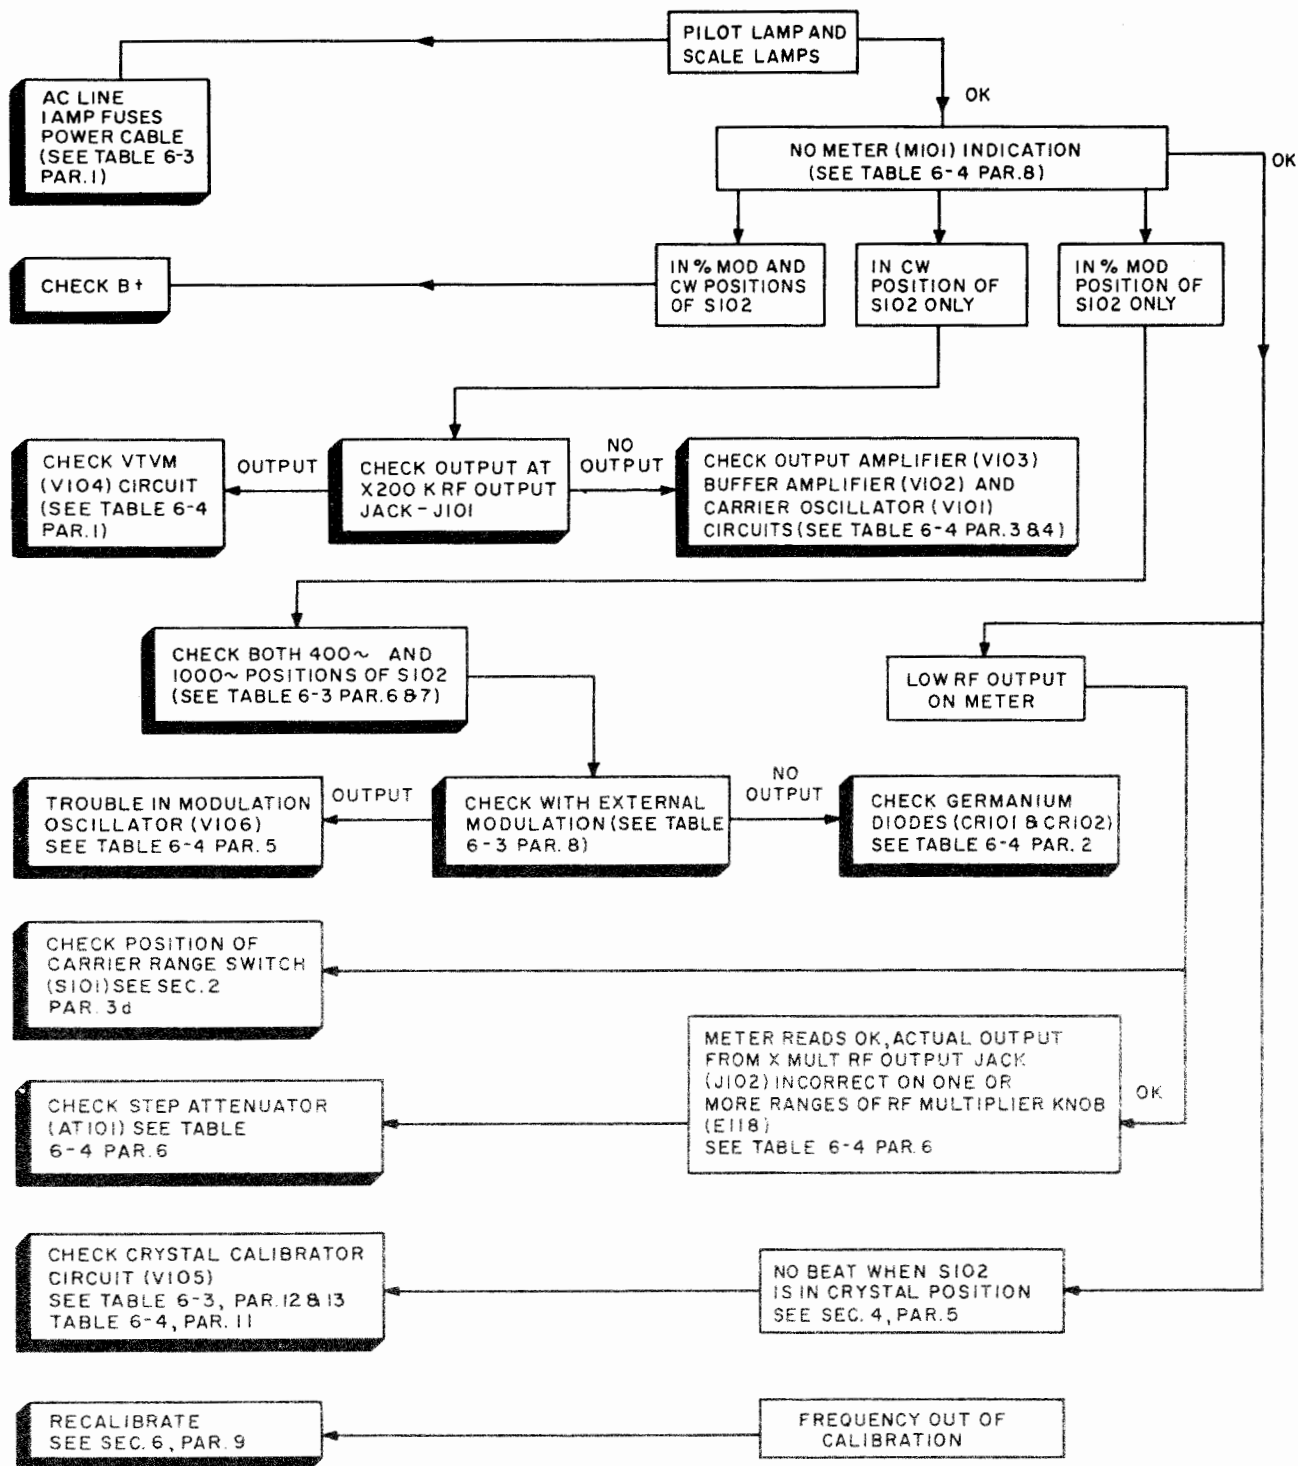 PILOT LAMP AND
SCALE LAMPS
OK
AC LINE
1 AMP FUSES
POWER CABLE
(SEE TABLE 6-3
PAR. 1)
NO METER (M101) INDICATION
(SEE TABLE 6-4 PAR. 8)
OK
CHECK B+
IN % MOD AND
CW POSITIONS
OF S102
IN CW
POSITION OF
S102 ONLY
IN % MOD
POSITION OF
S102 ONLY
CHECK VTVM
(V104) CIRCUIT
(SEE TABLE 6-4
PAR. 1)
OUTPUT
CHECK OUTPUT AT
X200 K RF OUTPUT
JACK-J101
NO
OUTPUT
CHECK OUTPUT AMPLIFIER (V103)
BUFFER AMPLIFIER (V102) AND
CARRIER OSCILLATOR (V101)
CIRCUITS (SEE TABLE 6-4 PAR. 3 & 4)
CHECK BOTH 400~ AND
1000~ POSITIONS OF S102
(SEE TABLE 6-3 PAR. 6 & 7)
LOW RF OUTPUT
ON METER
TROUBLE IN MODULATION
OSCILLATOR (V106)
SEE TABLE 6-4 PAR. 5
OUTPUT
CHECK WITH EXTERNAL
MODULATION (SEE TABLE
6-3 PAR. 8)
NO
OUTPUT
CHECK GERMANIUM
DIODES (CR101 & CR102)
SEE TABLE 6-4 PAR. 2
CHECK POSITION OF
CARRIER RANGE SWITCH
(S101) SEE SEC. 2
PAR. 3d
METER READS OK, ACTUAL OUTPUT
FROM X MULT RF OUTPUT JACK
(J102) INCORRECT ON ONE OR
MORE RANGES OF RF MULTIPLIER KNOB
(E118)
SEE TABLE 6-4 PAR. 6
OK
CHECK STEP ATTENUATOR
(AT101) SEE TABLE
6-4 PAR. 6
CHECK CRYSTAL CALIBRATOR
CIRCUIT (V105)
SEE TABLE 6-3, PAR. 12 & 13
TABLE 6-4, PAR. 11
NO BEAT WHEN S102
IS IN CRYSTAL POSITION
SEE SEC. 4, PAR. 5
RECALIBRATE
SEE SEC. 6, PAR. 9
FREQUENCY OUT OF
CALIBRATION